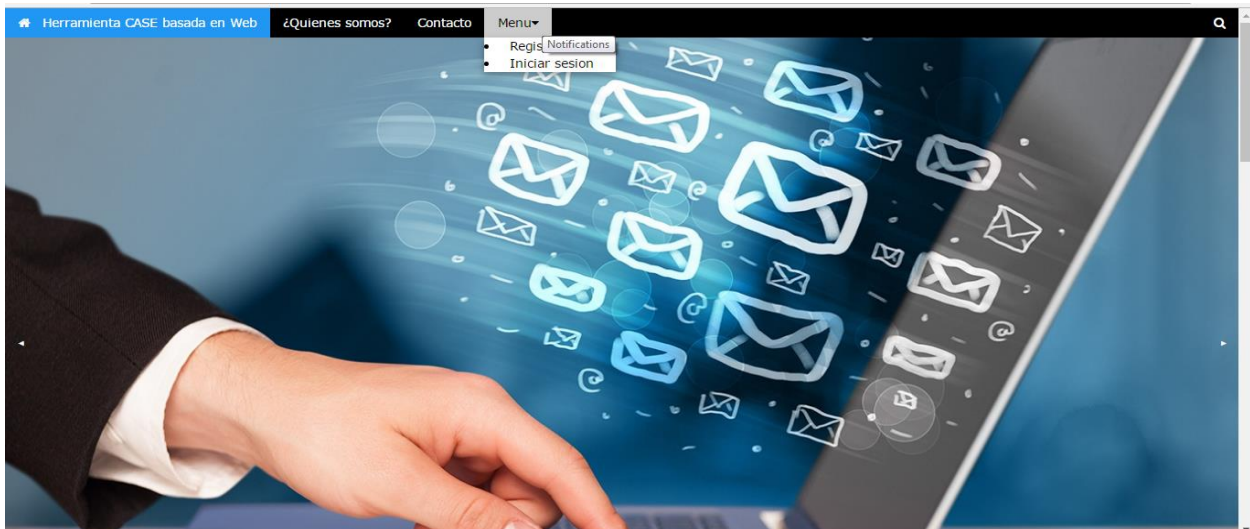 Herramienta CASE basada en Web ¿Quienes somos? Contacto Menu
Regis
Notifications
Iniciar sesion